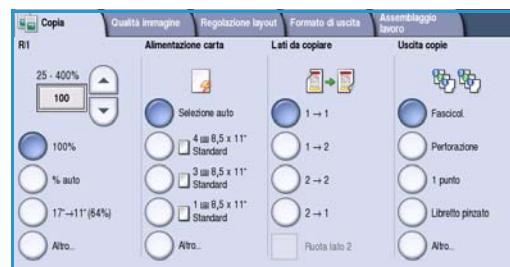 Copia
Qualità immagine
Regolazione layout
Formato di uscita
Assemblaggio
lavoro
R/I
Alimentazione carta
Lati da copiare
Uscita copie
25 - 400%
100
100%
% auto
17"→11"(64%)
Altro...
Selezione auto
4 8,5 x 11"
Standard
3 8,5 x 11"
Standard
1 8,5 x 11"
Standard
Altro...
1 → 1
1 → 2
2 → 2
2 → 1
Ruota lato 2
Fascicol.
Perforazione
1 punto
Libretto pinzato
Altro...